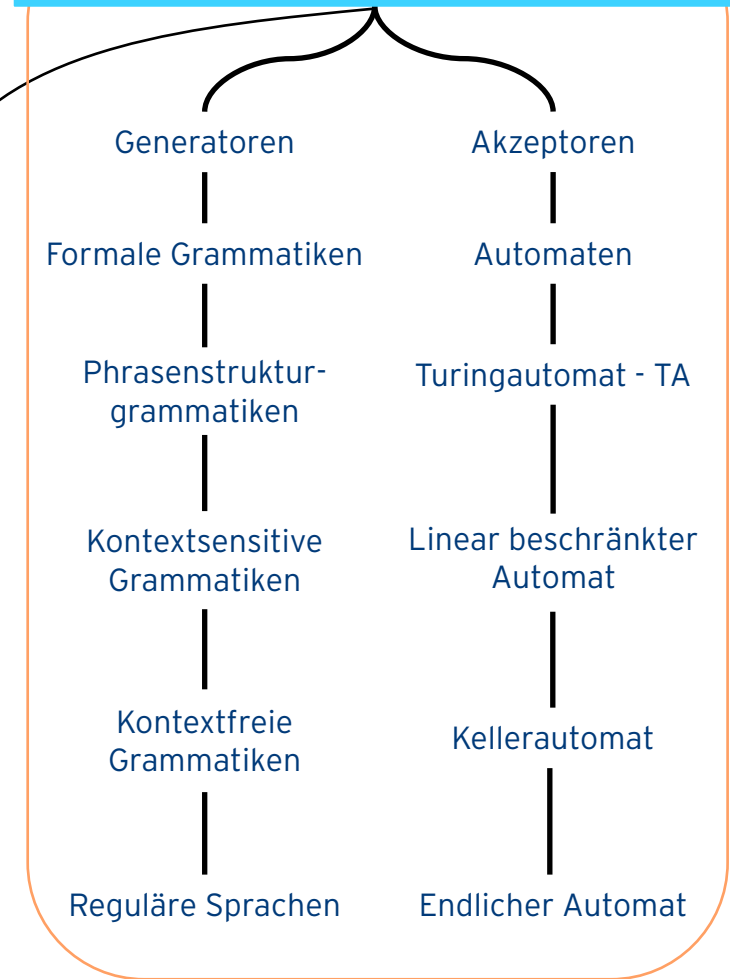 Generatoren
Akzeptoren
Formale Grammatiken
Automaten
Phrasenstruktur-
grammatiken
Turingautomat - TA
Kontextsensitive
Grammatiken
Linear beschränkter
Automat
Kontextfreie
Grammatiken
Kellerautomat
Reguläre Sprachen
Endlicher Automat